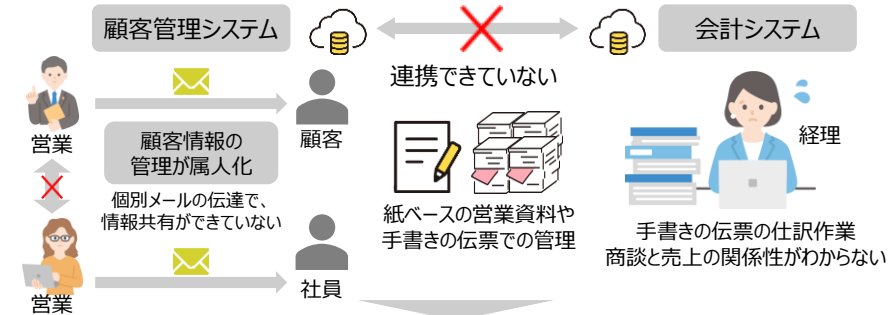 顧客管理システム
会計システム
連携できていない
営業
顧客
顧客情報の
管理が属人化
個別メールの伝達で、
情報共有ができていない
営業
社員
紙ベースの営業資料や
手書きの伝票での管理
経理
手書きの伝票の仕訳作業
商談と売上の関係性がわからない